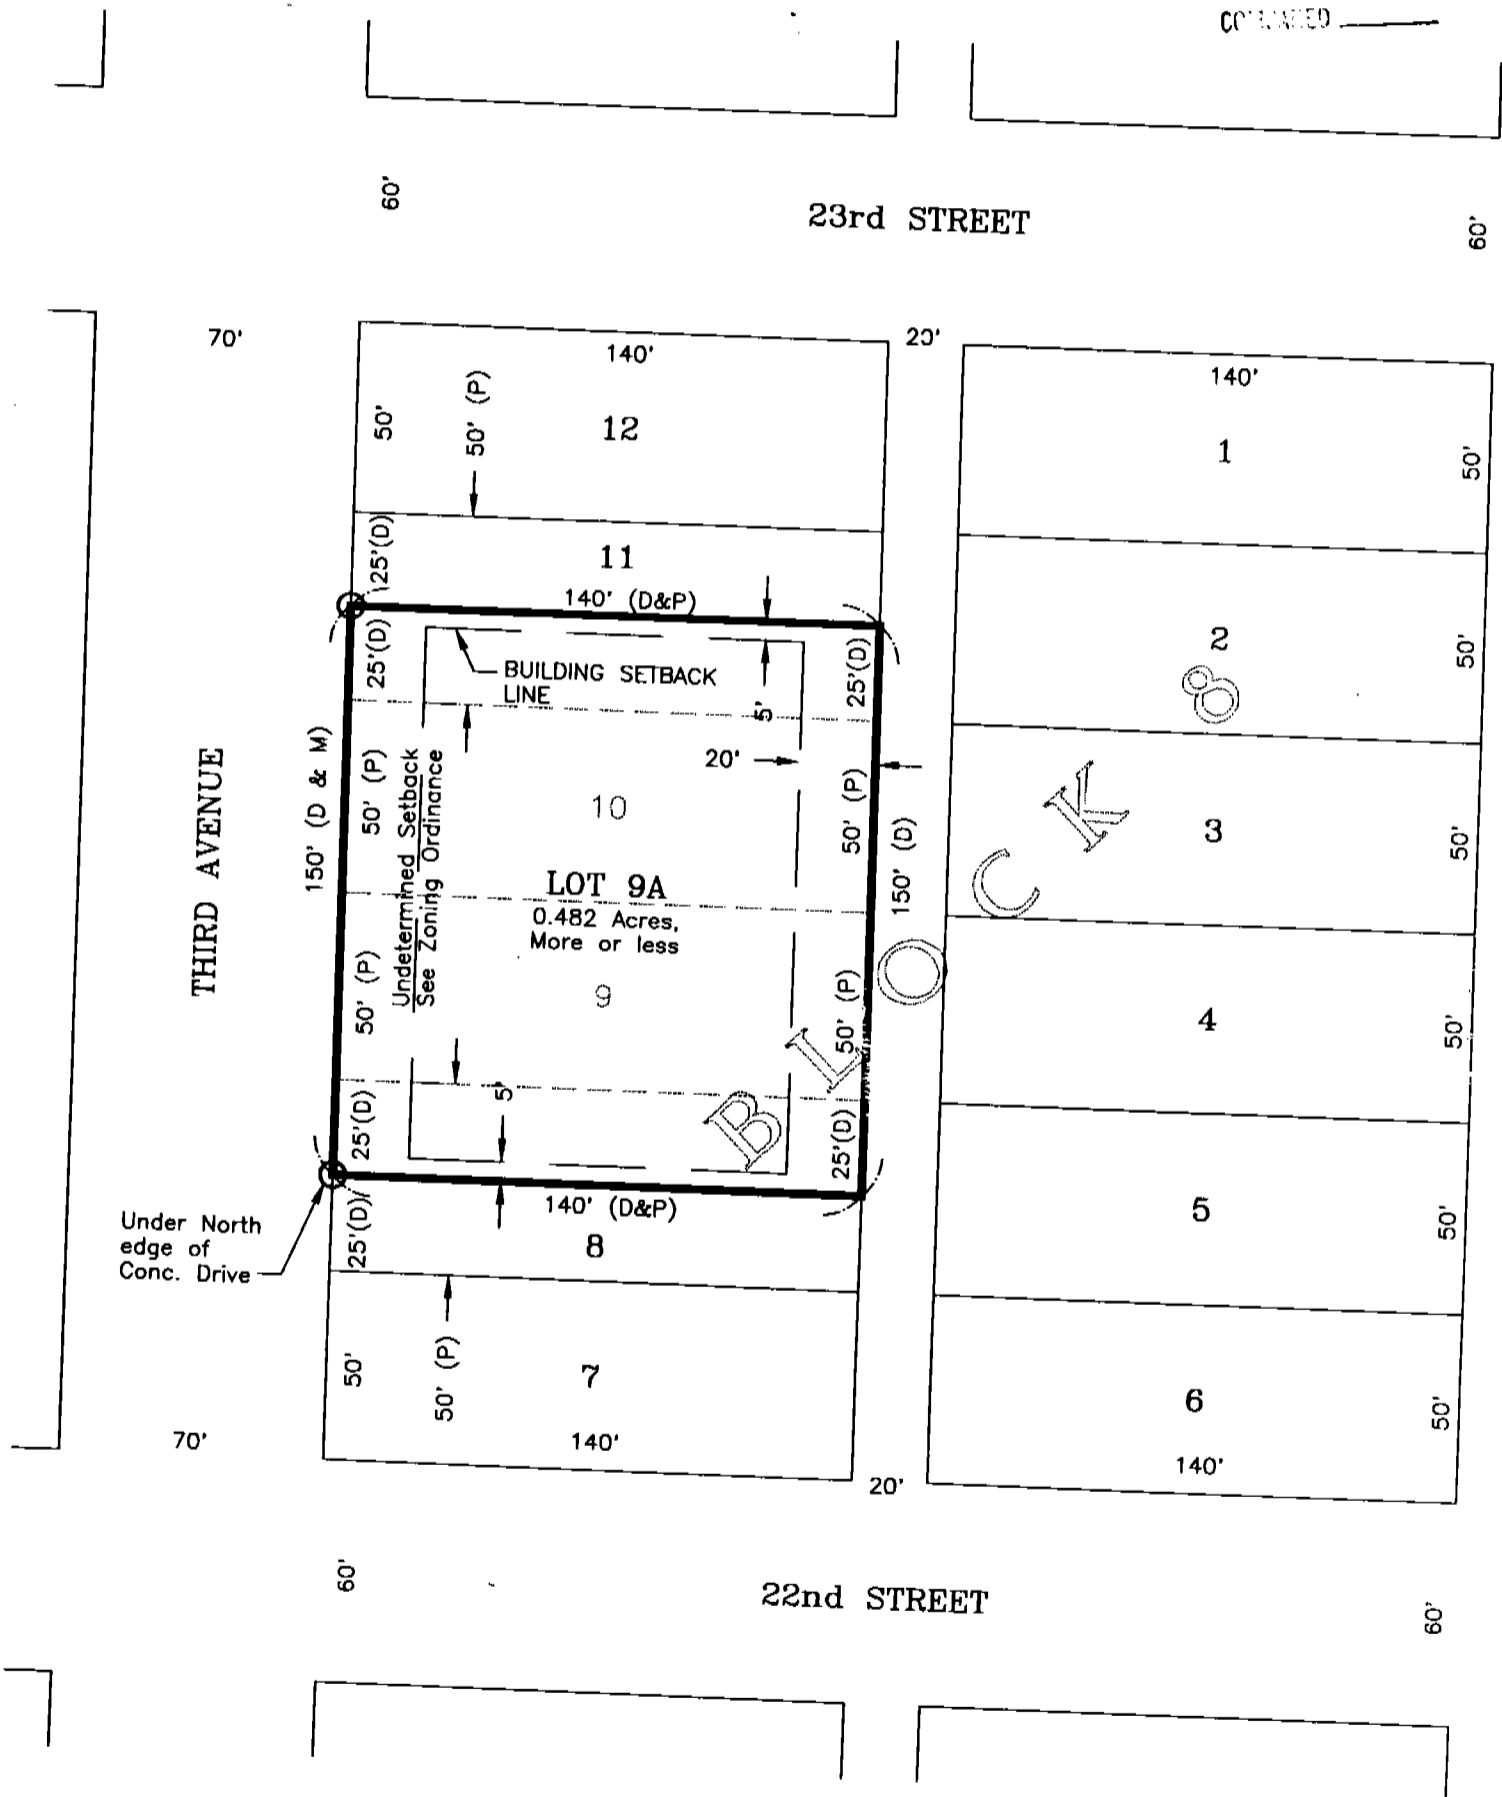 60'
23rd STREET
60'
70'
140'
20'
140'
50'
50' (P)
12
1
50'
25'(D)
11
140' (D&P)
25'(D)
BUILDING SETBACK
LINE
5'
25'(D)
2
50'
THIRD AVENUE
150' (D & M)
50' (P)
Undetermined Setback
See Zoning Ordinance
20'
10
50' (P)
150' (D)
3
50'
LOT 9A
0.482 Acres,
More or less
BLOCK 8
50' (P)
9
50' (P)
4
50'
25'(D)
5'
25'(D)
140' (D&P)
Under North
edge of
Conc. Drive
25'(D)
8
5
50'
50'
50' (P)
7
6
50'
70'
140'
20'
140'
60'
22nd STREET
60'